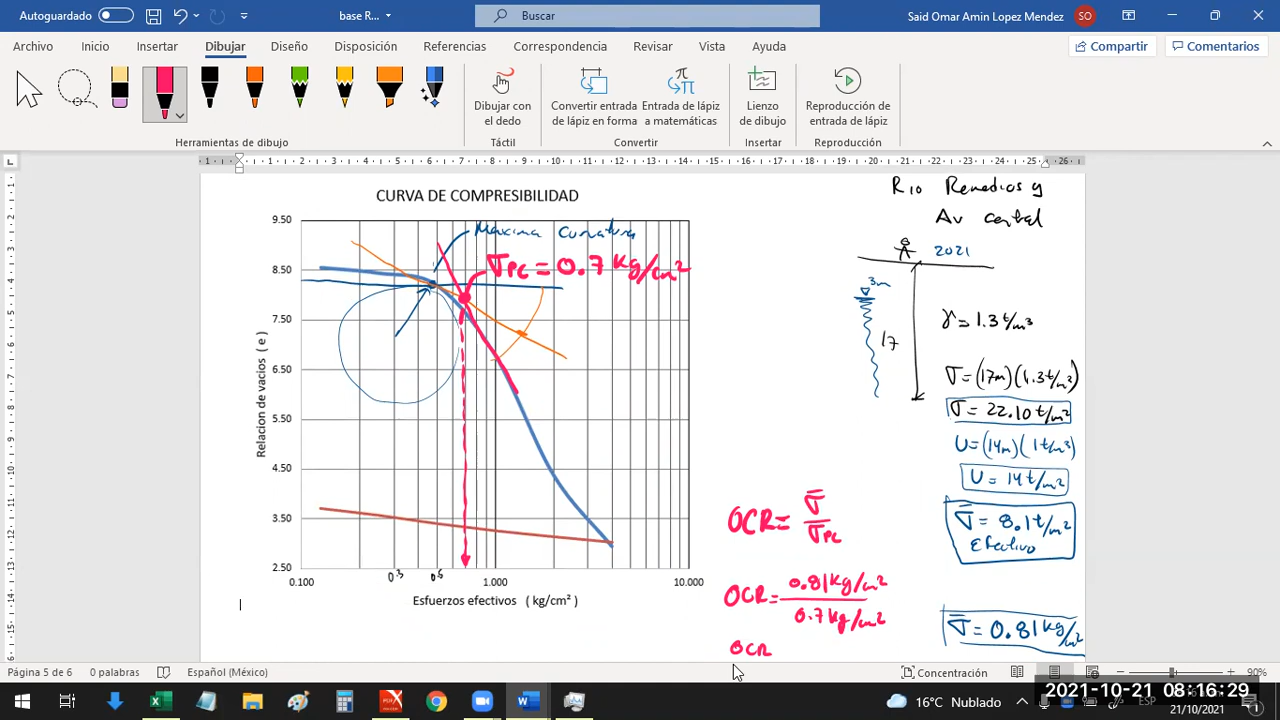 Autoguardado
base R...
Buscar
Said Omar Amin Lopez Mendez
SO
Archivo
Inicio
Insertar
Dibujar
Diseño
Disposición
Referencias
Correspondencia
Revisar
Vista
Ayuda
Compartir
Comentarios
Dibujar con el dedo
Convertir entrada de lápiz en forma
Entrada de lápiz a matemáticas
Lienzo de dibujo
Reproducción de entrada de lápiz
Herramientas de dibujo
Táctil
Convertir
Insertar
Reproducción
CURVA DE COMPRESIBILIDAD
9.50
8.50
7.50
6.50
5.50
4.50
3.50
2.50
0.100
1.000
10.000
Relacion de vacios ( e )
Esfuerzos efectivos ( kg/cm² )
Maxima Curvatura
σPC = 0.7 kg/cm²
0.3
OCR = σ̄/σPC
OCR = 0.81 kg/cm² / 0.7 kg/cm²
OCR
Rio Remedios y
Av central
2021
3m
17
γ = 1.3 t/m³
σ = (17m)(1.3 t/m³)
σ = 22.10 t/m²
U = (14m)(1 t/m³)
U = 14 t/m²
σ̄ = 8.1 t/m²
Efectivo
σ̄ = 0.81 kg/cm²
Página 5 de 6
0 palabras
Español (México)
Concentración
90%
16°C Nublado
ESP
2021-10-21 08:16:29
21/10/2021